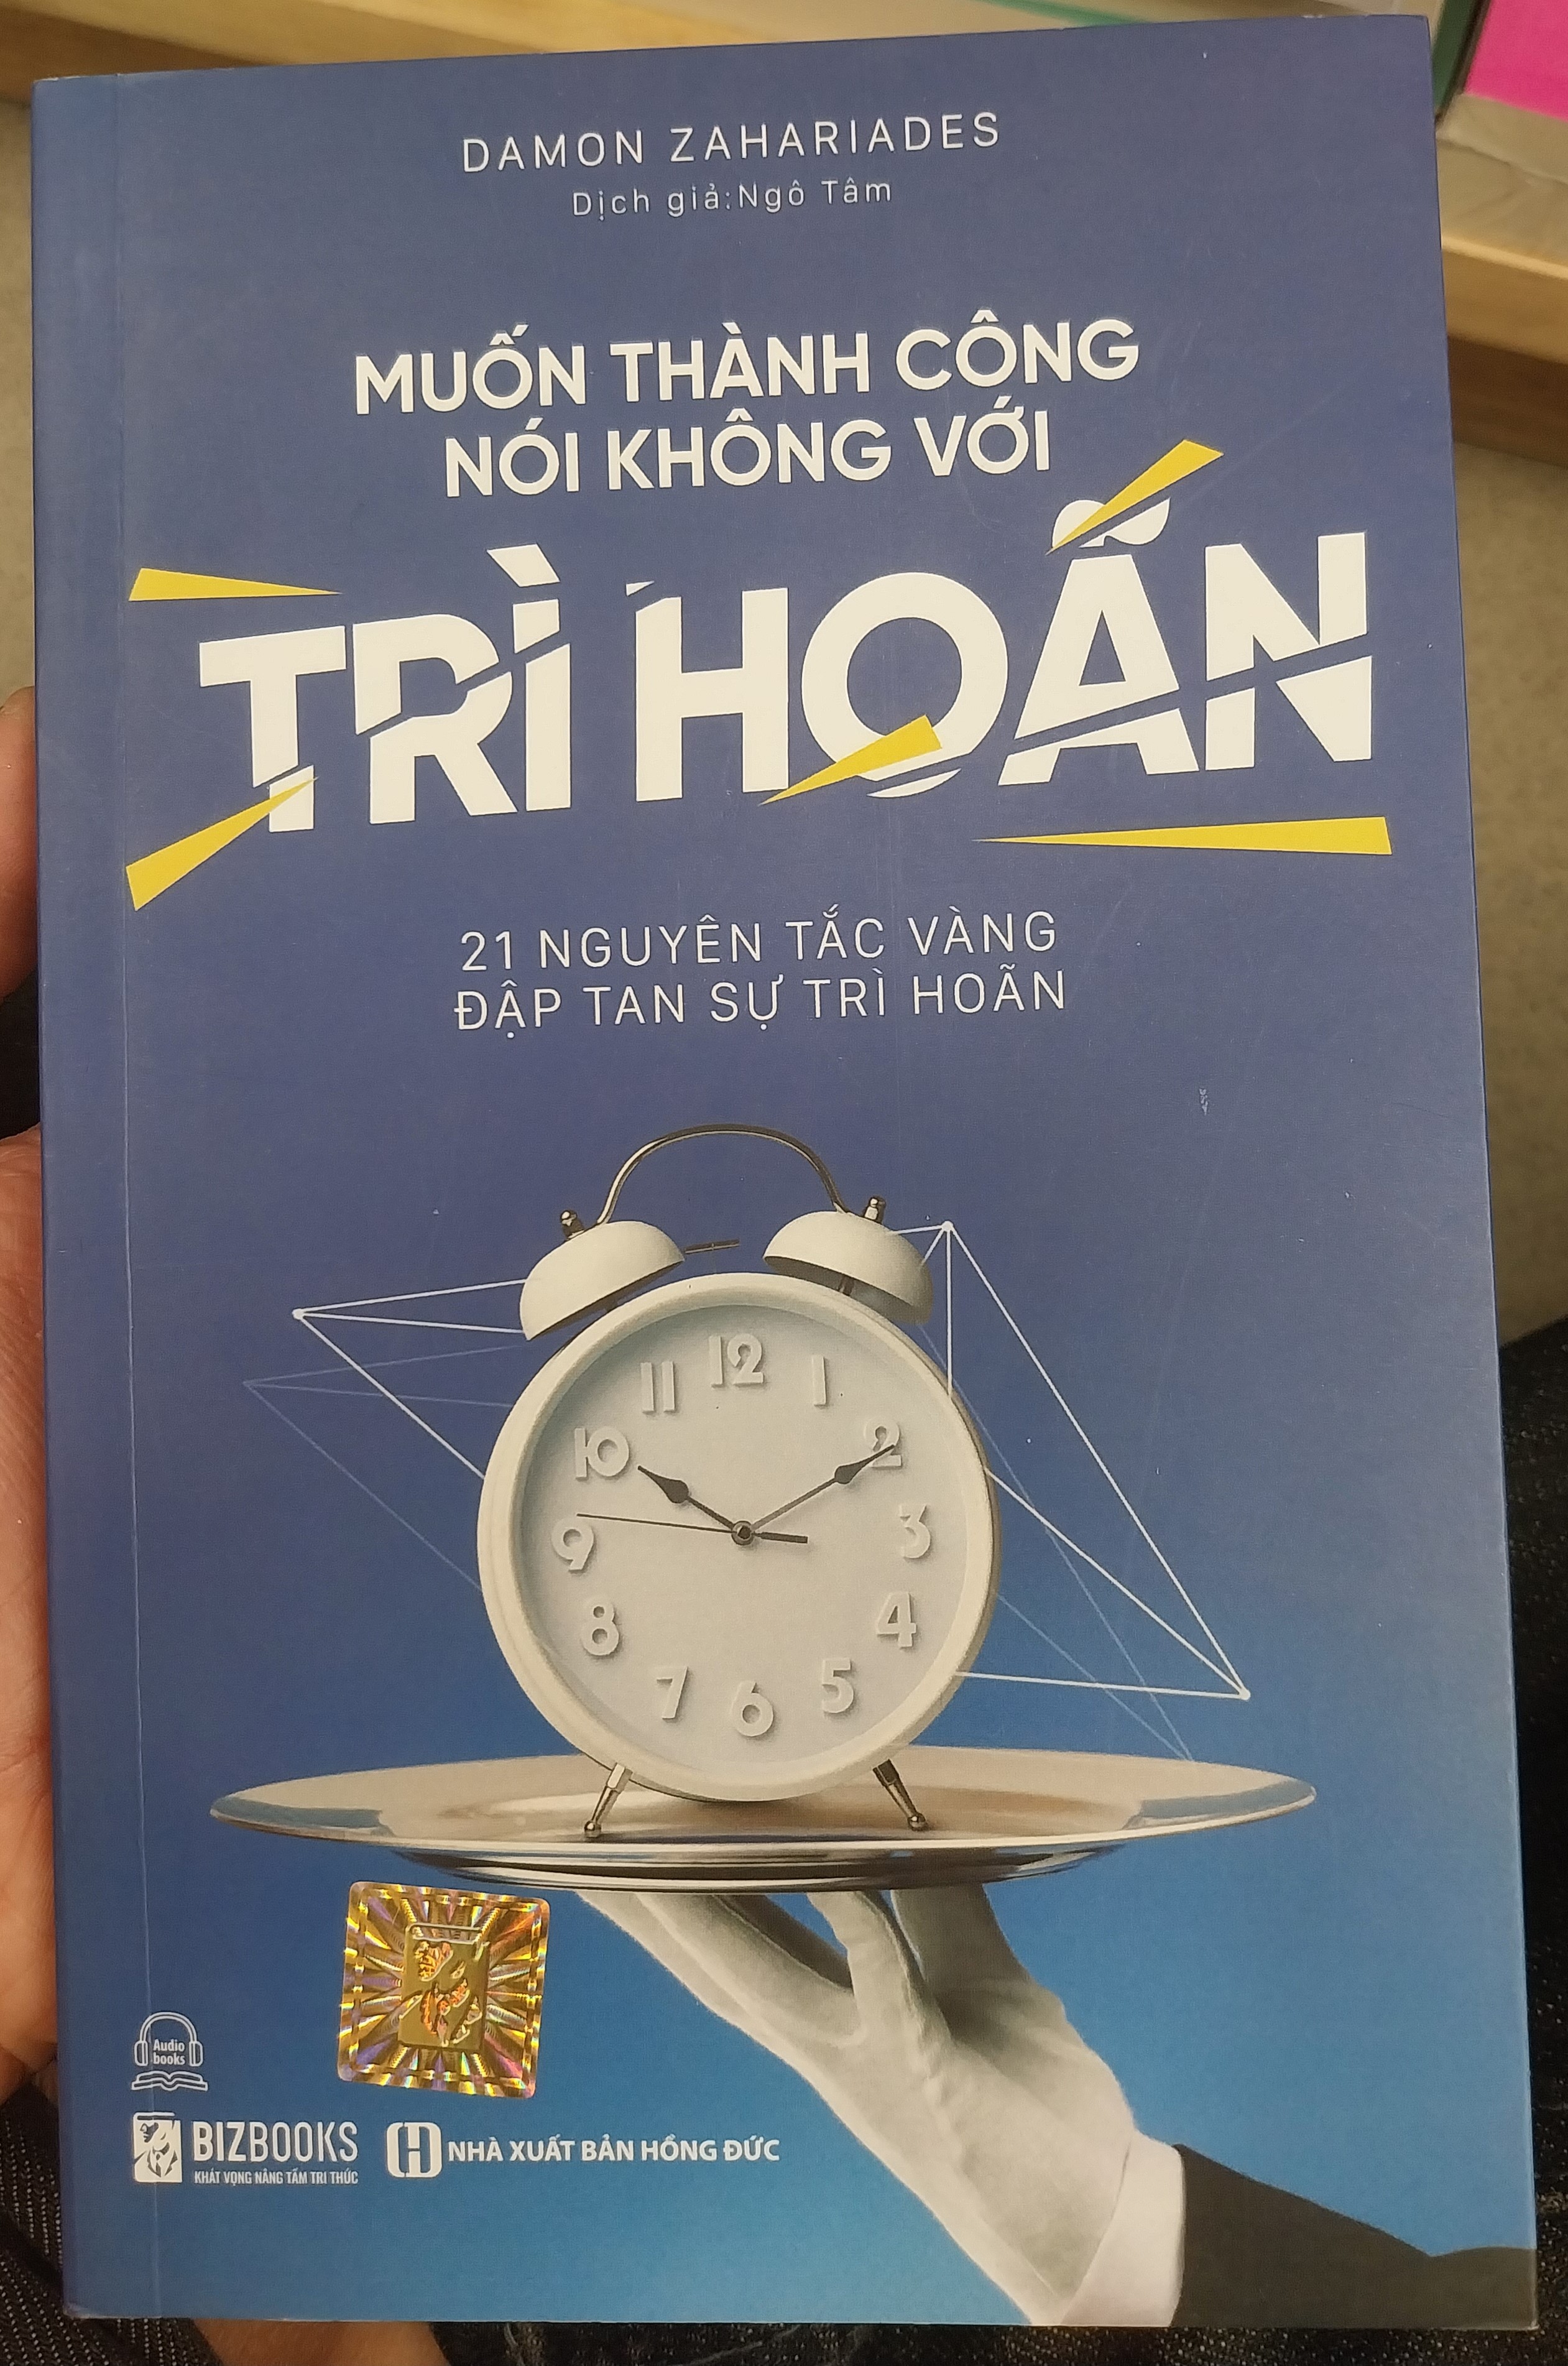 DAMON ZAHARIADES
Dịch giả:Ngô Tâm
MUỐN THÀNH CÔNG
NÓI KHÔNG VỚI
TRÌ HOÃN
21 NGUYÊN TẮC VÀNG
ĐẬP TAN SỰ TRÌ HOÃN
12
1
2
3
4
5
6
7
8
9
10
11
Audio
books
BIZBOOKS
KHÁT VỌNG NÂNG TẦM TRI THỨC
NHÀ XUẤT BẢN HỒNG ĐỨC